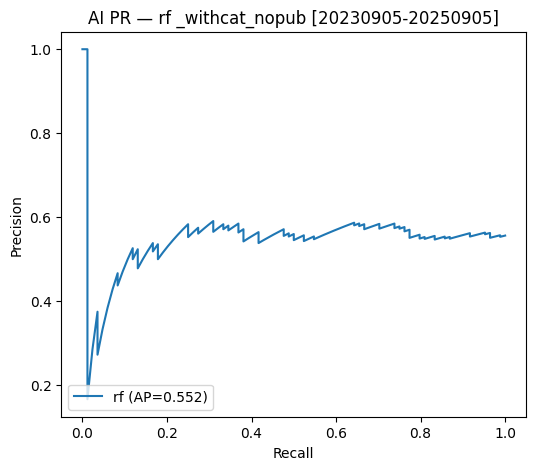 AI PR — rf _withcat_nopub [20230905-20250905]
1.0
0.8
0.6
0.4
0.2
Precision
rf (AP=0.552)
0.0 0.2 0.4 0.6 0.8 1.0
Recall